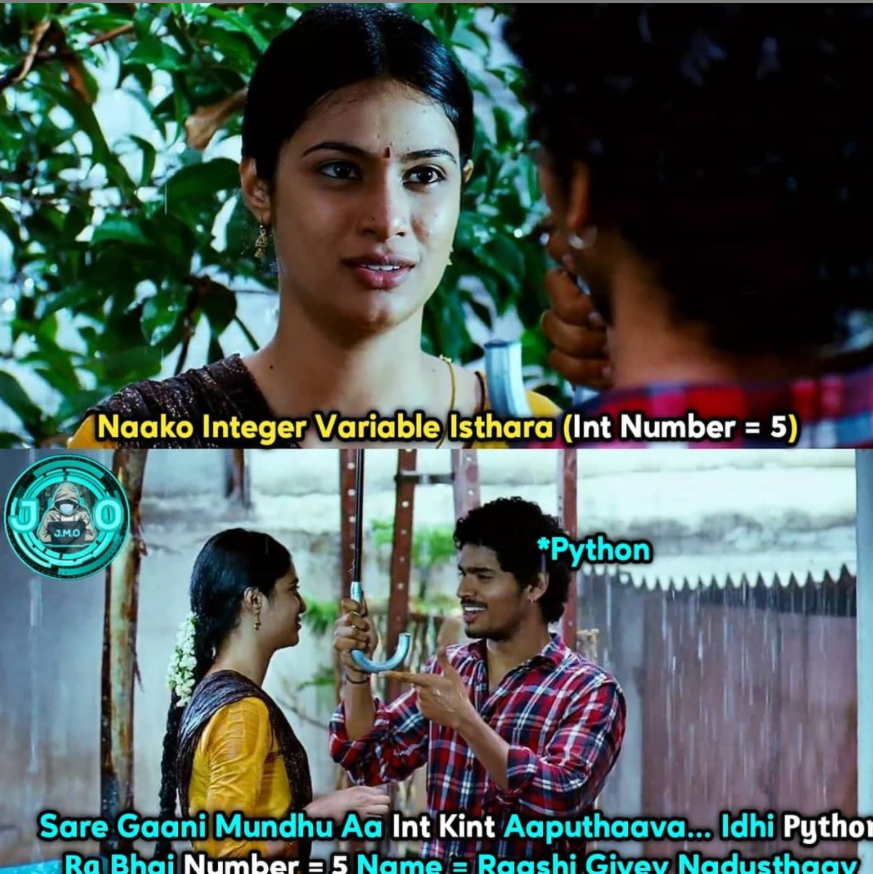 Naako Integer Variable Isthara (Int Number = 5)
J O
J.M.O
*Python
Sare Gaani Mundhu Aa Int Kint Aaputhaava... Idhi Python
Ra Bhai Number = 5 Name = Raashi Givey Nadusthaay